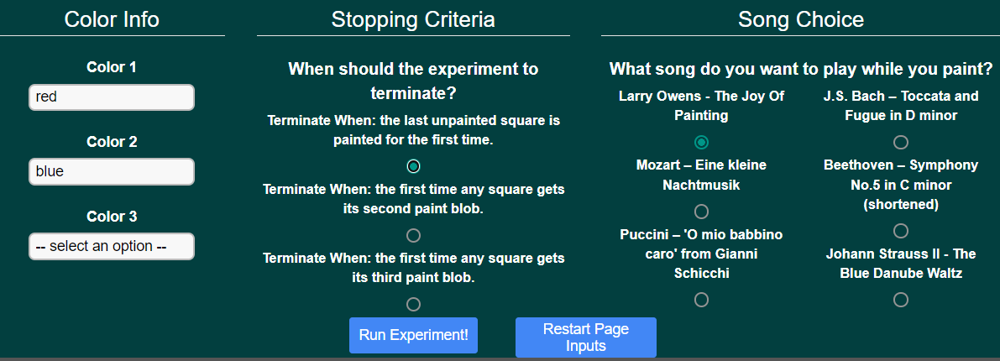 Color Info
Color 1
red
Color 2
blue
Color 3
-- select an option --
Stopping Criteria
When should the experiment to
terminate?
Terminate When: the last unpainted square is
painted for the first time.
Terminate When: the first time any square gets
its second paint blob.
Terminate When: the first time any square gets
its third paint blob.
Song Choice
What song do you want to play while you paint?
Larry Owens - The Joy Of
Painting
J.S. Bach – Toccata and
Fugue in D minor
Mozart – Eine kleine
Nachtmusik
Beethoven – Symphony
No.5 in C minor
(shortened)
Puccini – 'O mio babbino
caro' from Gianni
Schicchi
Johann Strauss II - The
Blue Danube Waltz
Run Experiment!
Restart Page
Inputs